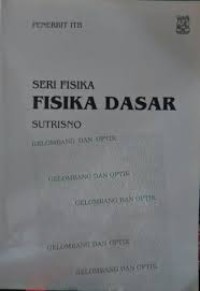 PENERBIT ITB
SERI FISIKA
FISIKA DASAR
SUTRISNO
GELOMBANG DAN OPTIK
GELOMBANG DAN OPTIK
GELOMBANG DAN OPTIK
GELOMBANG DAN OPTIK
GELOMBANG DAN OPTIK